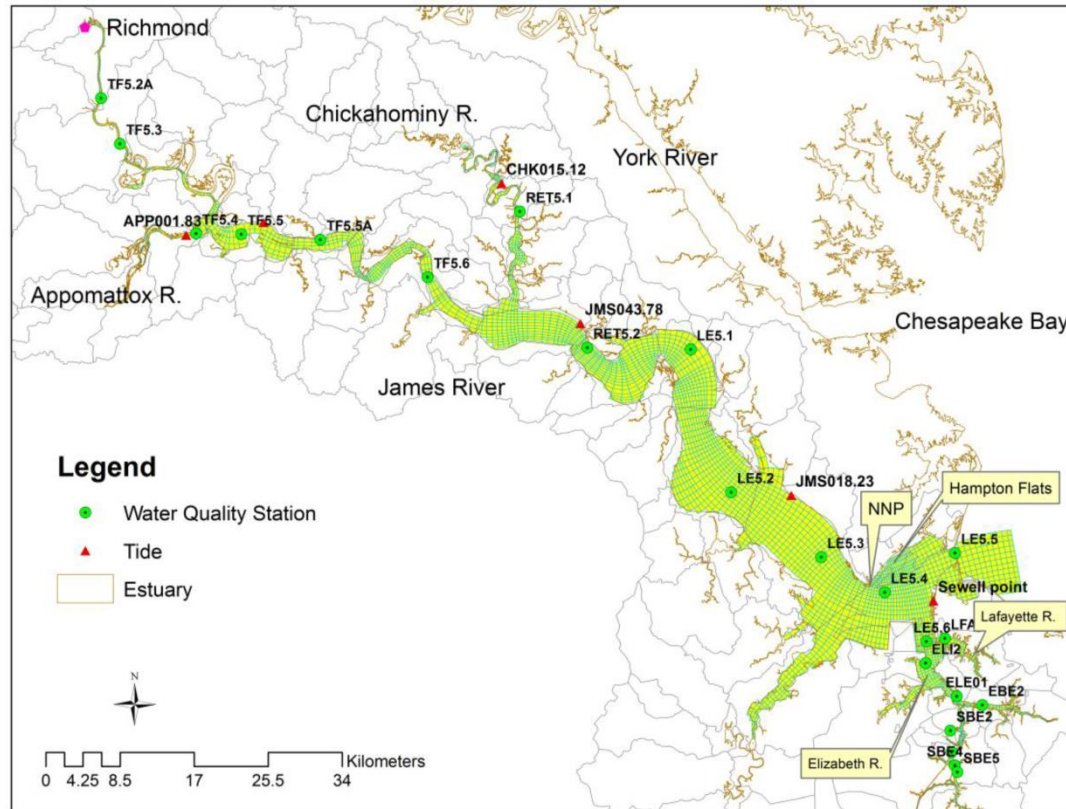 Richmond
TF5.2A
Chickahominy R.
TF5.3
York River
CHK015.12
RET5.1
APP001.83
TF5.4
TF5.5
TF5.5A
TF5.6
Appomattox R.
JMS043.78
Chesapeake Bay
RET5.2
LE5.1
James River
Legend
Water Quality Station
Tide
Estuary
LE5.2
JMS018.23
Hampton Flats
NNP
LE5.3
LE5.5
LE5.4
Sewell point
Lafayette R.
LE5.6
LFA
ELI2
ELE01
EBE2
SBE2
SBE4
SBE5
Elizabeth R.
N
Kilometers
0 4.25 8.5 17 25.5 34